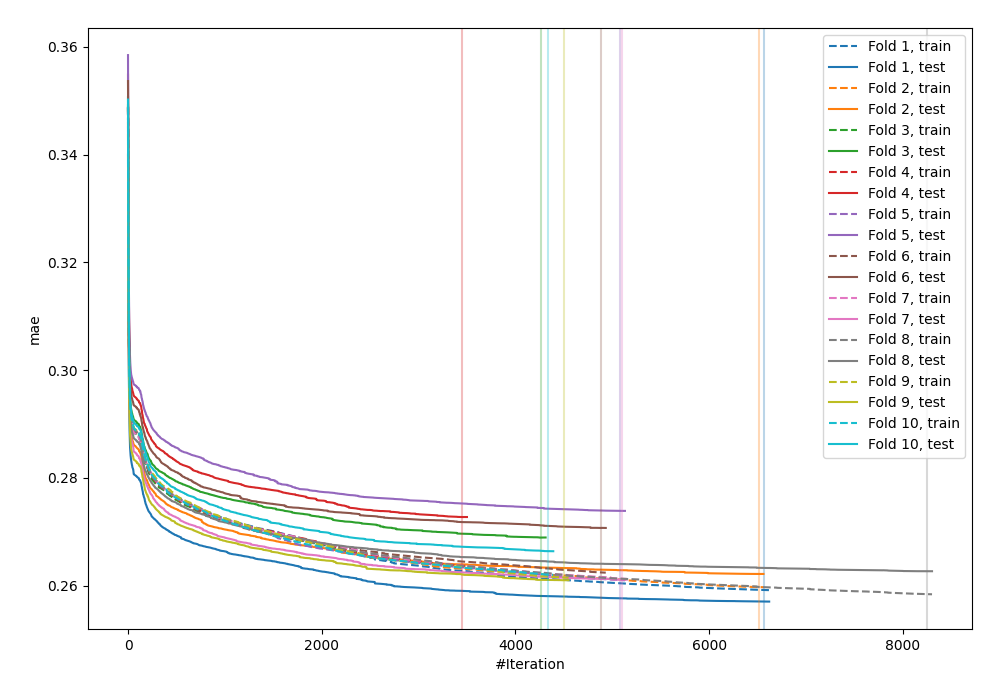 0.36
0.34
0.32
0.30
0.28
0.26
mae
0
2000
4000
6000
8000
#Iteration
Fold 1, train
Fold 1, test
Fold 2, train
Fold 2, test
Fold 3, train
Fold 3, test
Fold 4, train
Fold 4, test
Fold 5, train
Fold 5, test
Fold 6, train
Fold 6, test
Fold 7, train
Fold 7, test
Fold 8, train
Fold 8, test
Fold 9, train
Fold 9, test
Fold 10, train
Fold 10, test